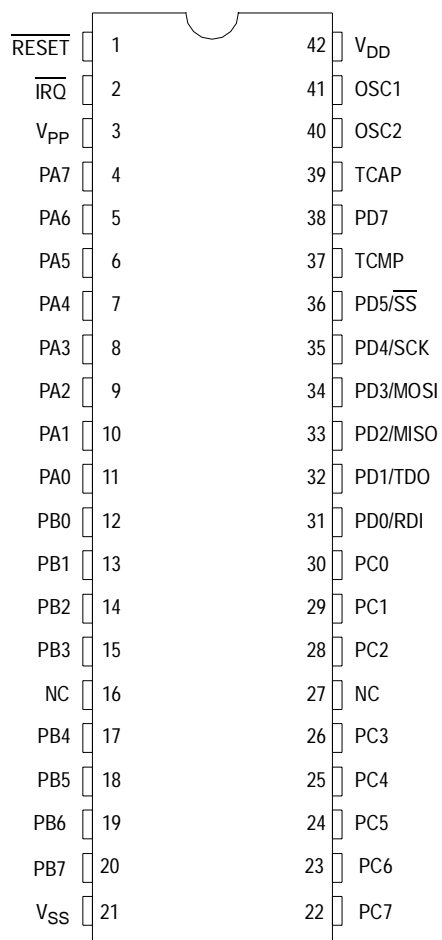 R̅E̅S̅E̅T̅ 1 42 VDD
I̅R̅Q̅ 2 41 OSC1
VPP 3 40 OSC2
PA7 4 39 TCAP
PA6 5 38 PD7
PA5 6 37 TCMP
PA4 7 36 PD5/S̅S̅
PA3 8 35 PD4/SCK
PA2 9 34 PD3/MOSI
PA1 10 33 PD2/MISO
PA0 11 32 PD1/TDO
PB0 12 31 PD0/RDI
PB1 13 30 PC0
PB2 14 29 PC1
PB3 15 28 PC2
NC 16 27 NC
PB4 17 26 PC3
PB5 18 25 PC4
PB6 19 24 PC5
PB7 20 23 PC6
VSS 21 22 PC7